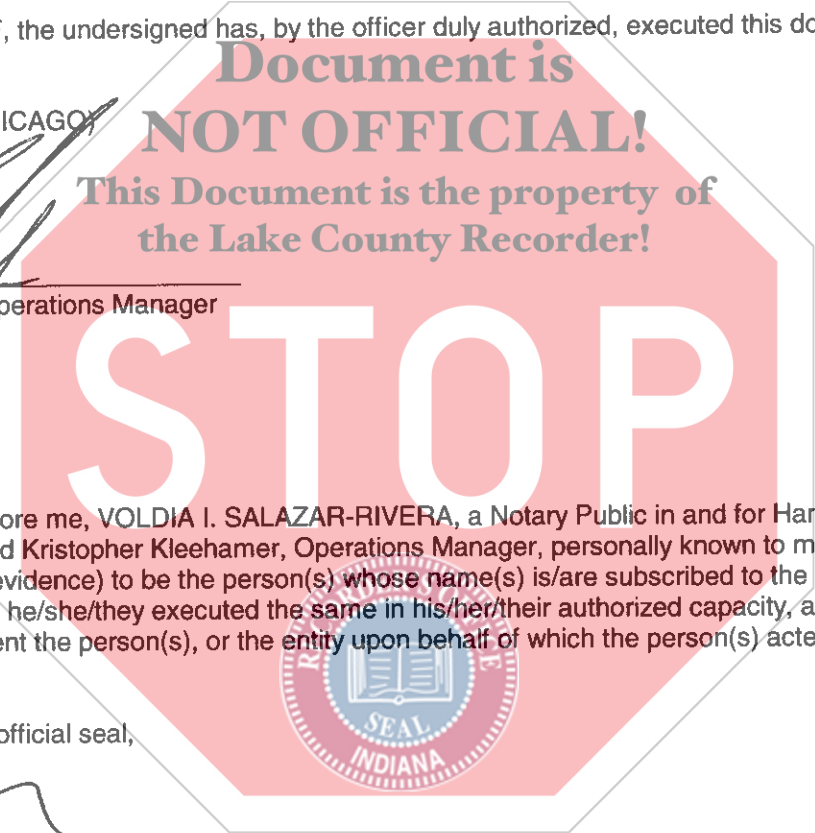 , the undersigned has, by the officer duly authorized, executed this do
Document is
ICAGO)
NOT OFFICIAL!
This Document is the property of
the Lake County Recorder!
perations Manager
STOP
ore me, VOLDIA I. SALAZAR-RIVERA, a Notary Public in and for Har
d Kristopher Kleehamer, Operations Manager, personally known to m
evidence) to be the person(s) whose name(s) is/are subscribed to the
he/she/they executed the same in his/her/their authorized capacity, a
ent the person(s), or the entity upon behalf of which the person(s) acte
SEAL
INDIANA
official seal,